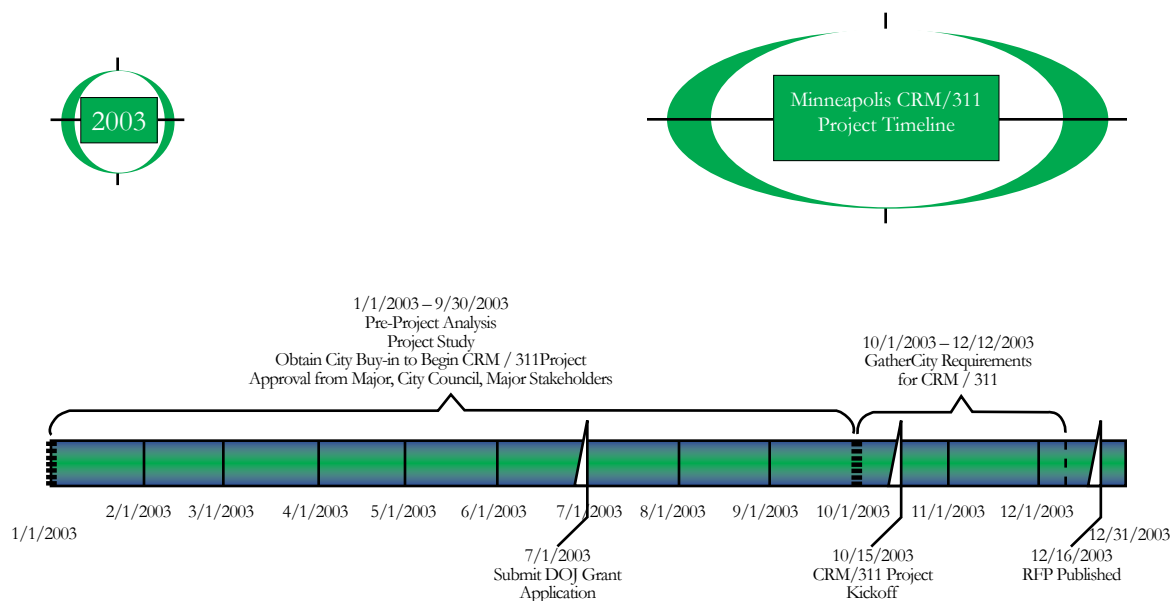 2003
Minneapolis CRM/311
Project Timeline
1/1/2003 – 9/30/2003
Pre-Project Analysis
Project Study
Obtain City Buy-in to Begin CRM / 311Project
Approval from Major, City Council, Major Stakeholders
10/1/2003 – 12/12/2003
GatherCity Requirements
for CRM / 311
1/1/2003
2/1/2003
3/1/2003
4/1/2003
5/1/2003
6/1/2003
7/1/2003
8/1/2003
9/1/2003
10/1/2003
11/1/2003
12/1/2003
12/31/2003
7/1/2003
Submit DOJ Grant
Application
10/15/2003
CRM/311 Project
Kickoff
12/16/2003
RFP Published